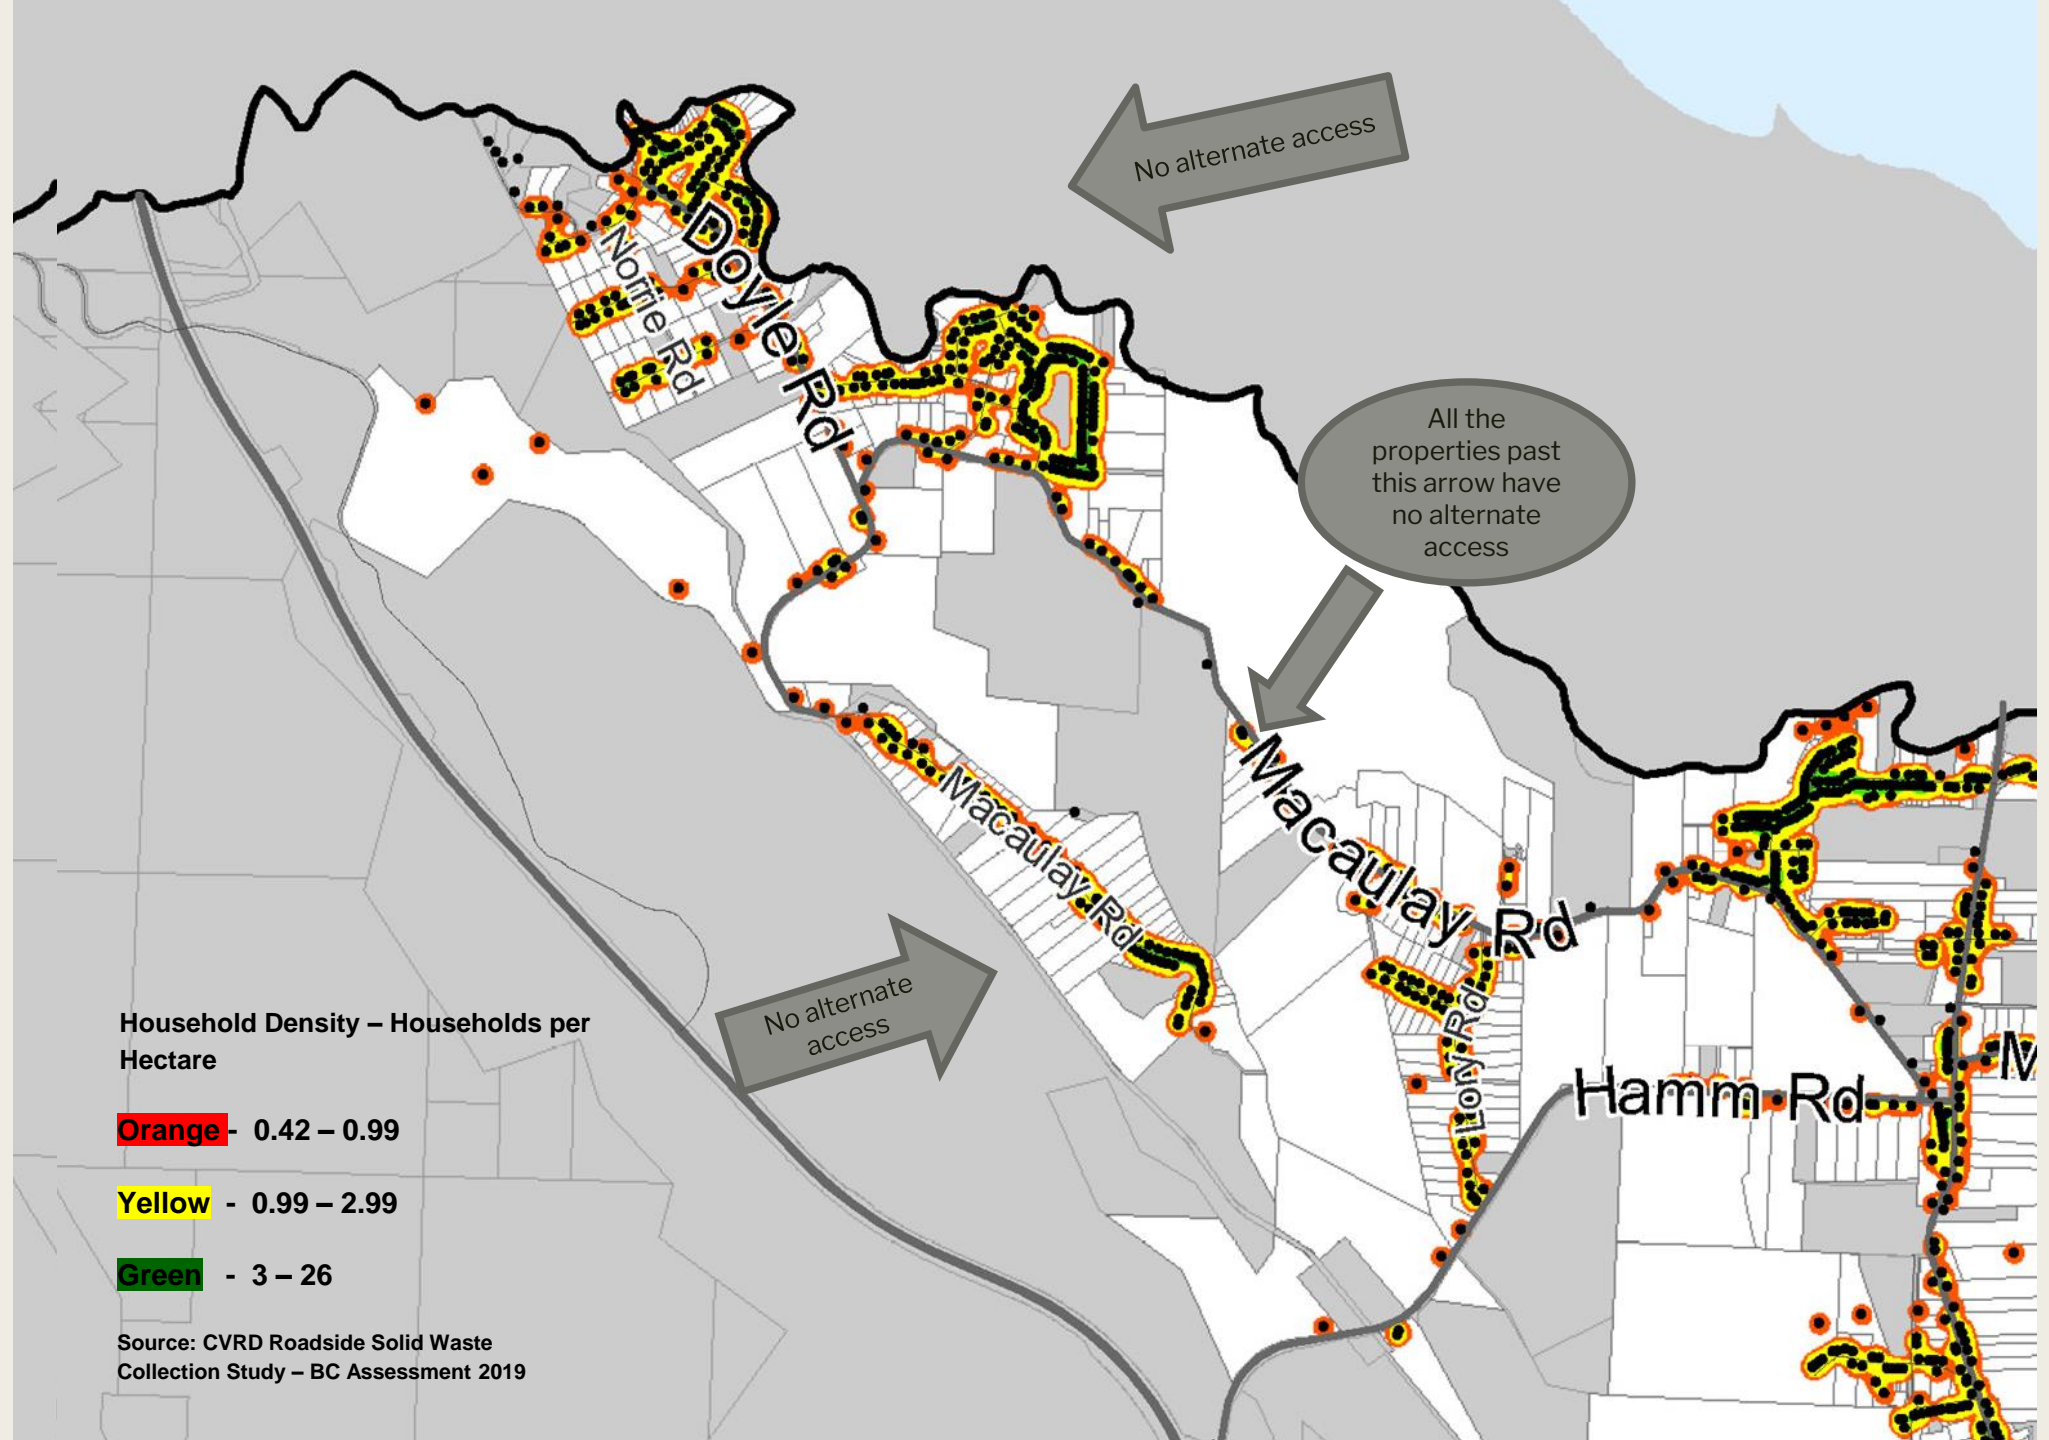 No alternate access
Doyle Rd
Norrie Rd
All the
properties past
this arrow have
no alternate
access
Macaulay Rd
Macaulay Rd
No alternate
access
Lowy Rd
Hamm Rd
M
Household Density – Households per
Hectare
Orange - 0.42 – 0.99
Yellow - 0.99 – 2.99
Green - 3 – 26
Source: CVRD Roadside Solid Waste
Collection Study – BC Assessment 2019